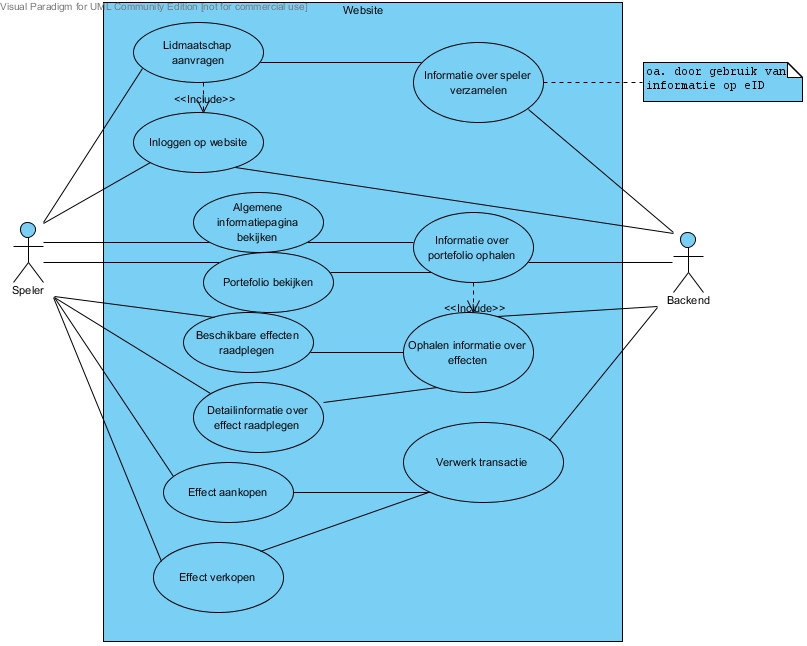 Visual Paradigm for UML Community Edition [not for commercial use]
Website
Lidmaatschap
aanvragen
Informatie over speler
verzamelen
oa. door gebruik van
informatie op eID
<<Include>>
Inloggen op website
Algemene
informatiepagina
bekijken
Informatie over
portefolio ophalen
Speler
Portefolio bekijken
Backend
<<Include>>
Beschikbare effecten
raadplegen
Ophalen informatie over
effecten
Detailinformatie over
effect raadplegen
Verwerk transactie
Effect aankopen
Effect verkopen